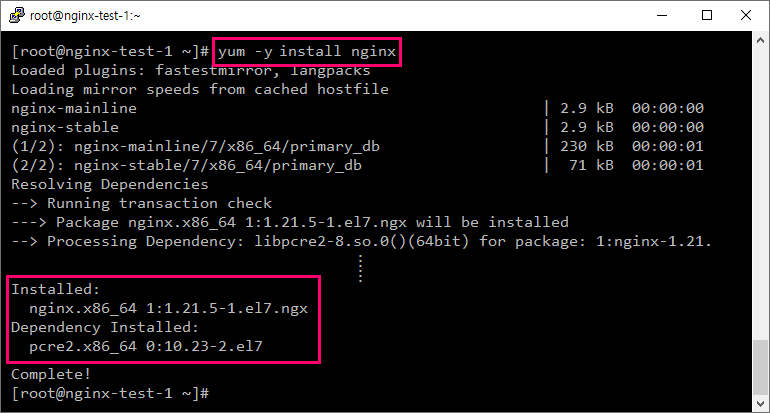 root@nginx-test-1:~
[root@nginx-test-1 ~]# yum -y install nginx
Loaded plugins: fastestmirror, langpacks
Loading mirror speeds from cached hostfile
nginx-mainline | 2.9 kB 00:00:00
nginx-stable | 2.9 kB 00:00:00
(1/2): nginx-mainline/7/x86_64/primary_db | 230 kB 00:00:01
(2/2): nginx-stable/7/x86_64/primary_db | 71 kB 00:00:01
Resolving Dependencies
--> Running transaction check
---> Package nginx.x86_64 1:1.21.5-1.el7.ngx will be installed
--> Processing Dependency: libpcre2-8.so.0()(64bit) for package: 1:nginx-1.21.
Installed:
nginx.x86_64 1:1.21.5-1.el7.ngx
Dependency Installed:
pcre2.x86_64 0:10.23-2.el7
Complete!
[root@nginx-test-1 ~]#